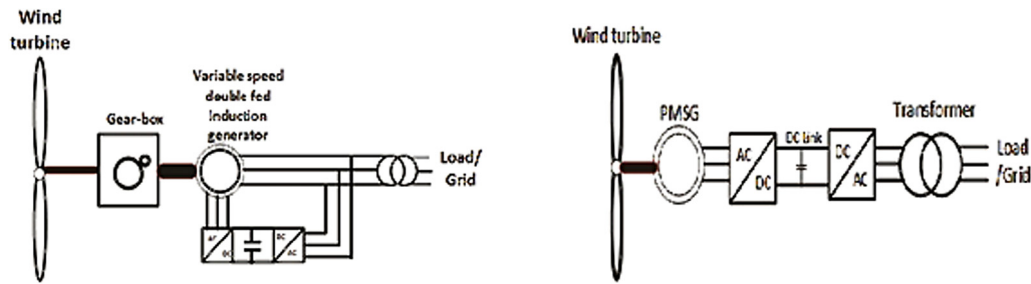 Wind
turbine
Gear-box
Variable speed
double fed
Induction
generator
Load/
Grid
AC
DC
DC
AC
Wind turbine
PMSG
AC
DC
DC link
DC
AC
Transformer
Load
/Grid